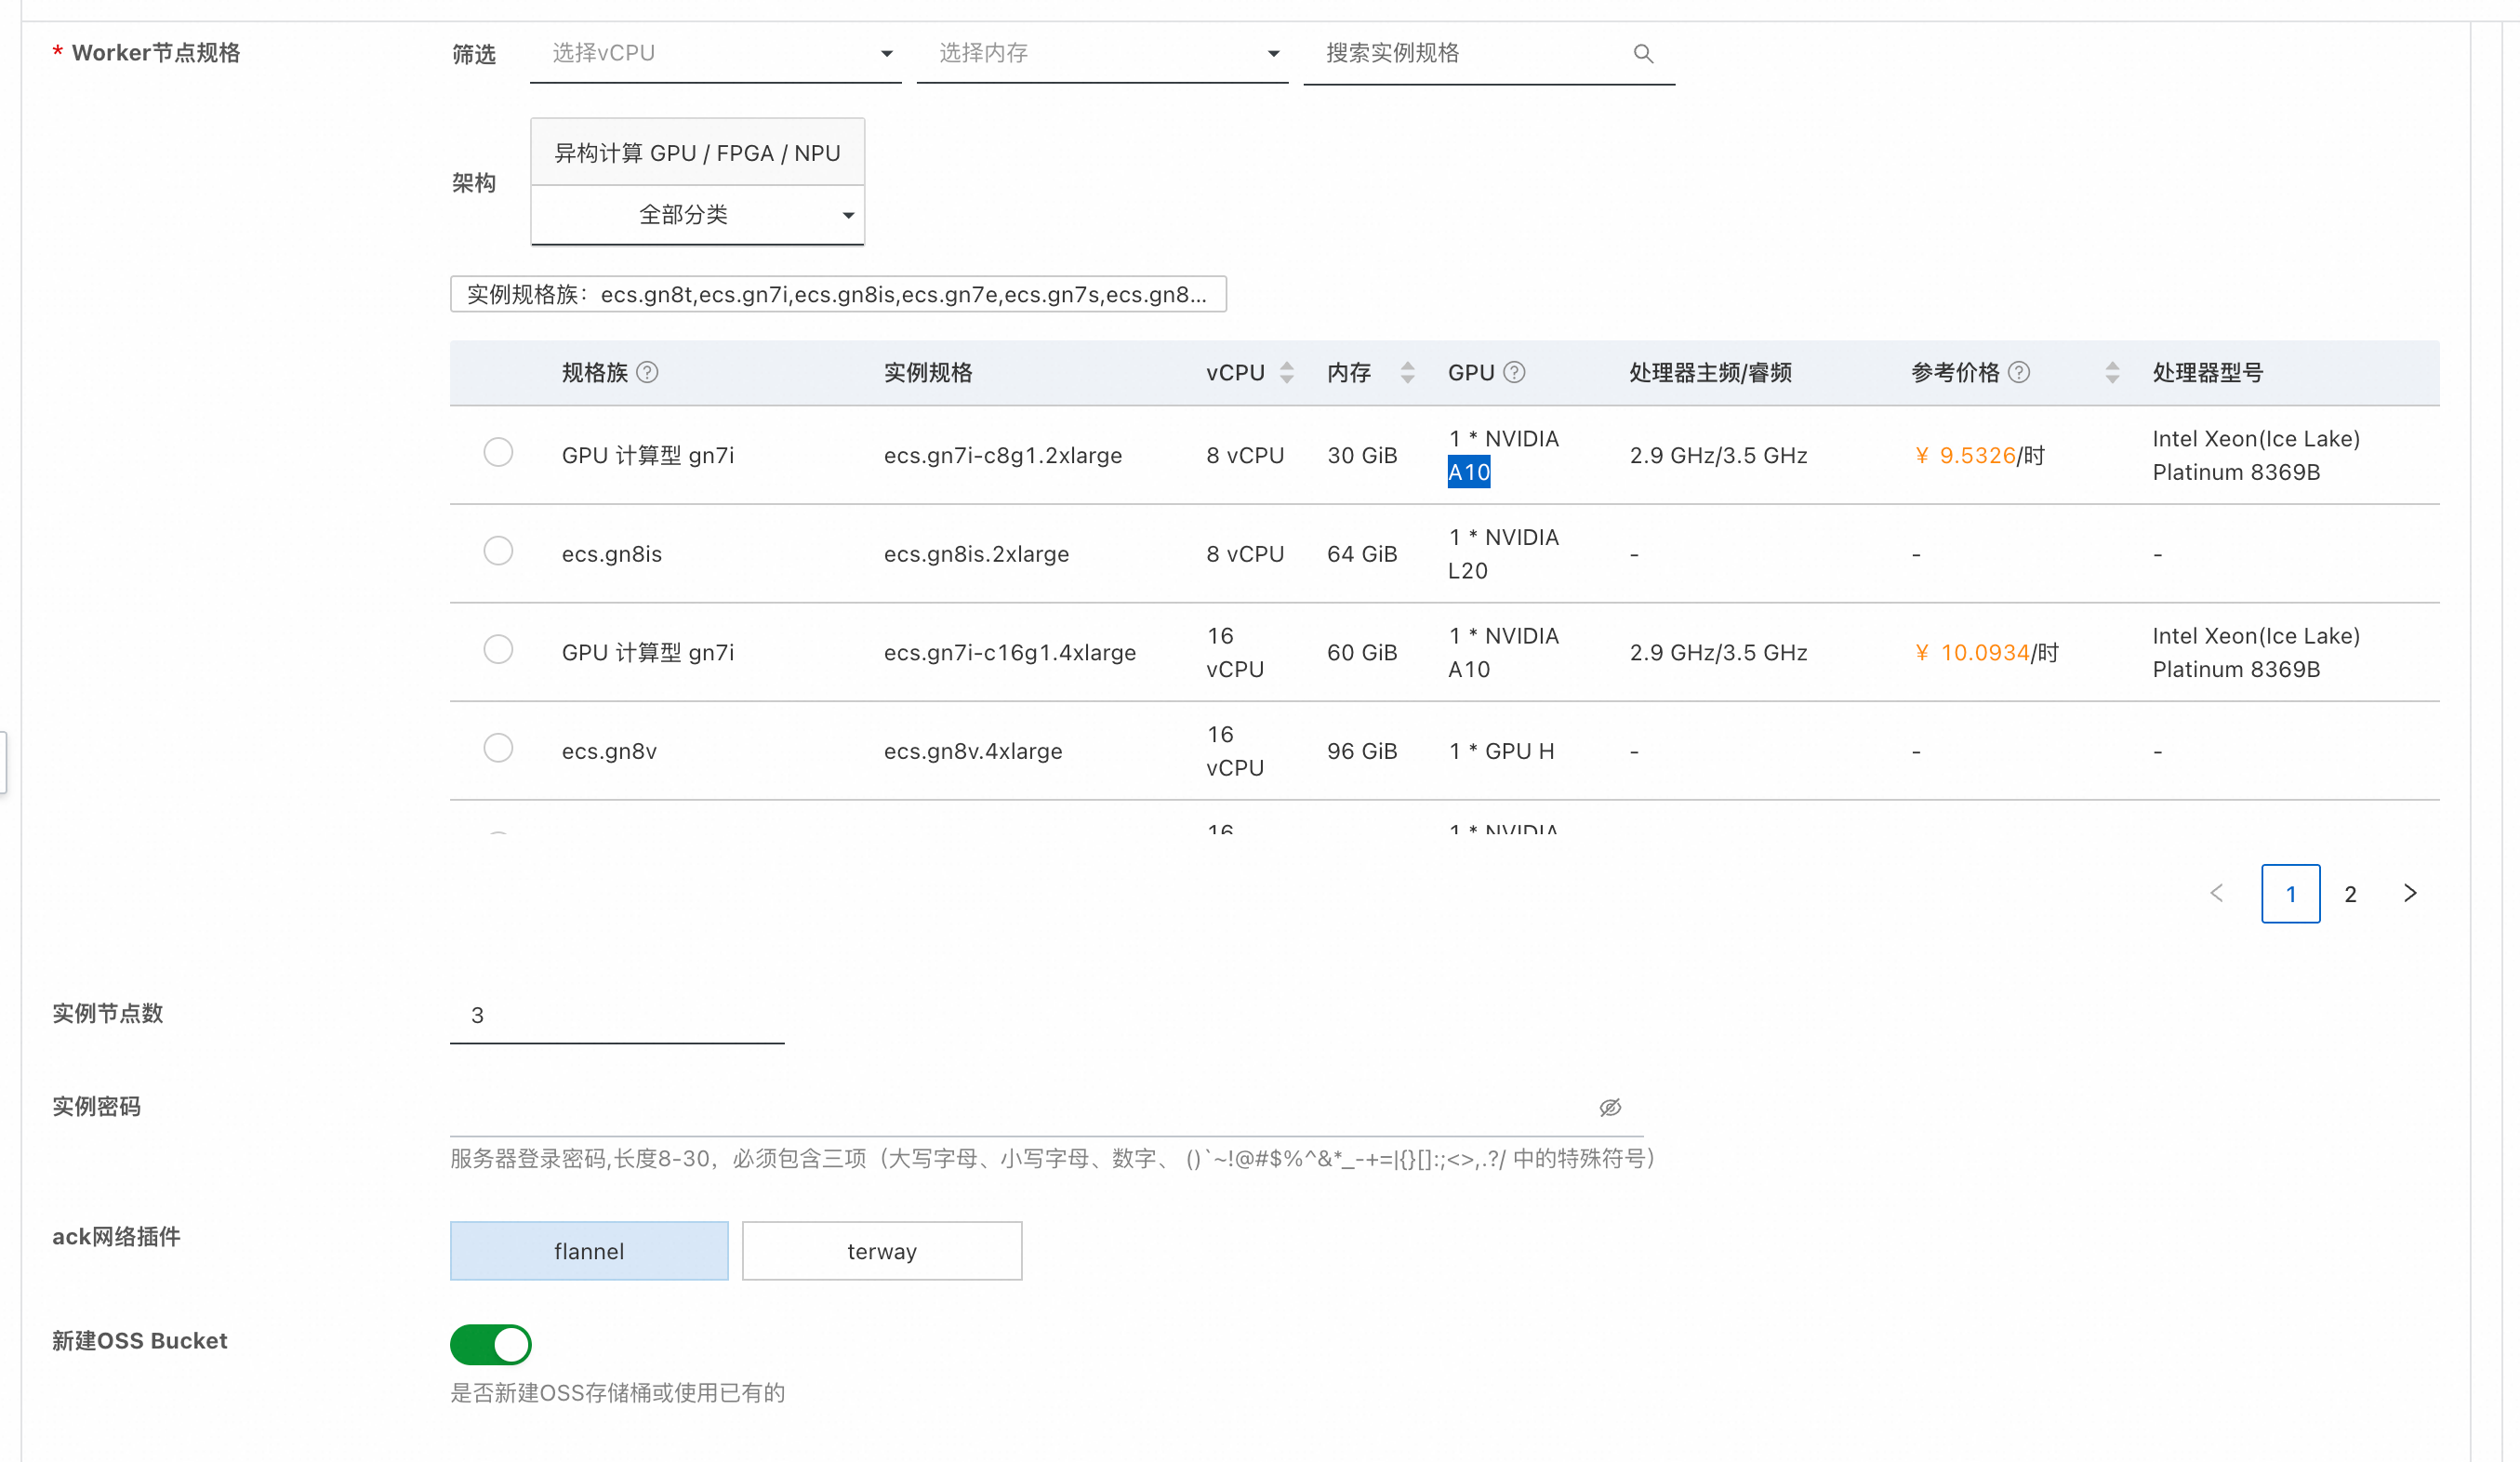 * Worker节点规格
筛选 选择vCPU 选择内存 搜索实例规格
架构
异构计算 GPU / FPGA / NPU
全部分类
实例规格族：ecs.gn8t,ecs.gn7i,ecs.gn8is,ecs.gn7e,ecs.gn7s,ecs.gn8...
规格族 实例规格 vCPU 内存 GPU 处理器主频/睿频 参考价格 处理器型号
GPU 计算型 gn7i ecs.gn7i-c8g1.2xlarge 8 vCPU 30 GiB 1 * NVIDIA A10 2.9 GHz/3.5 GHz ¥ 9.5326/时 Intel Xeon(Ice Lake) Platinum 8369B
ecs.gn8is ecs.gn8is.2xlarge 8 vCPU 64 GiB 1 * NVIDIA L20 - - -
GPU 计算型 gn7i ecs.gn7i-c16g1.4xlarge 16 vCPU 60 GiB 1 * NVIDIA A10 2.9 GHz/3.5 GHz ¥ 10.0934/时 Intel Xeon(Ice Lake) Platinum 8369B
ecs.gn8v ecs.gn8v.4xlarge 16 vCPU 96 GiB 1 * GPU H - - -
16 1 * NVIDIA
< 1 2 >
实例节点数 3
实例密码
服务器登录密码,长度8-30，必须包含三项（大写字母、小写字母、数字、 ()`~!@#$%^&*_-+=|{}[]:;<>,.?/ 中的特殊符号）
ack网络插件 flannel terway
新建OSS Bucket
是否新建OSS存储桶或使用已有的